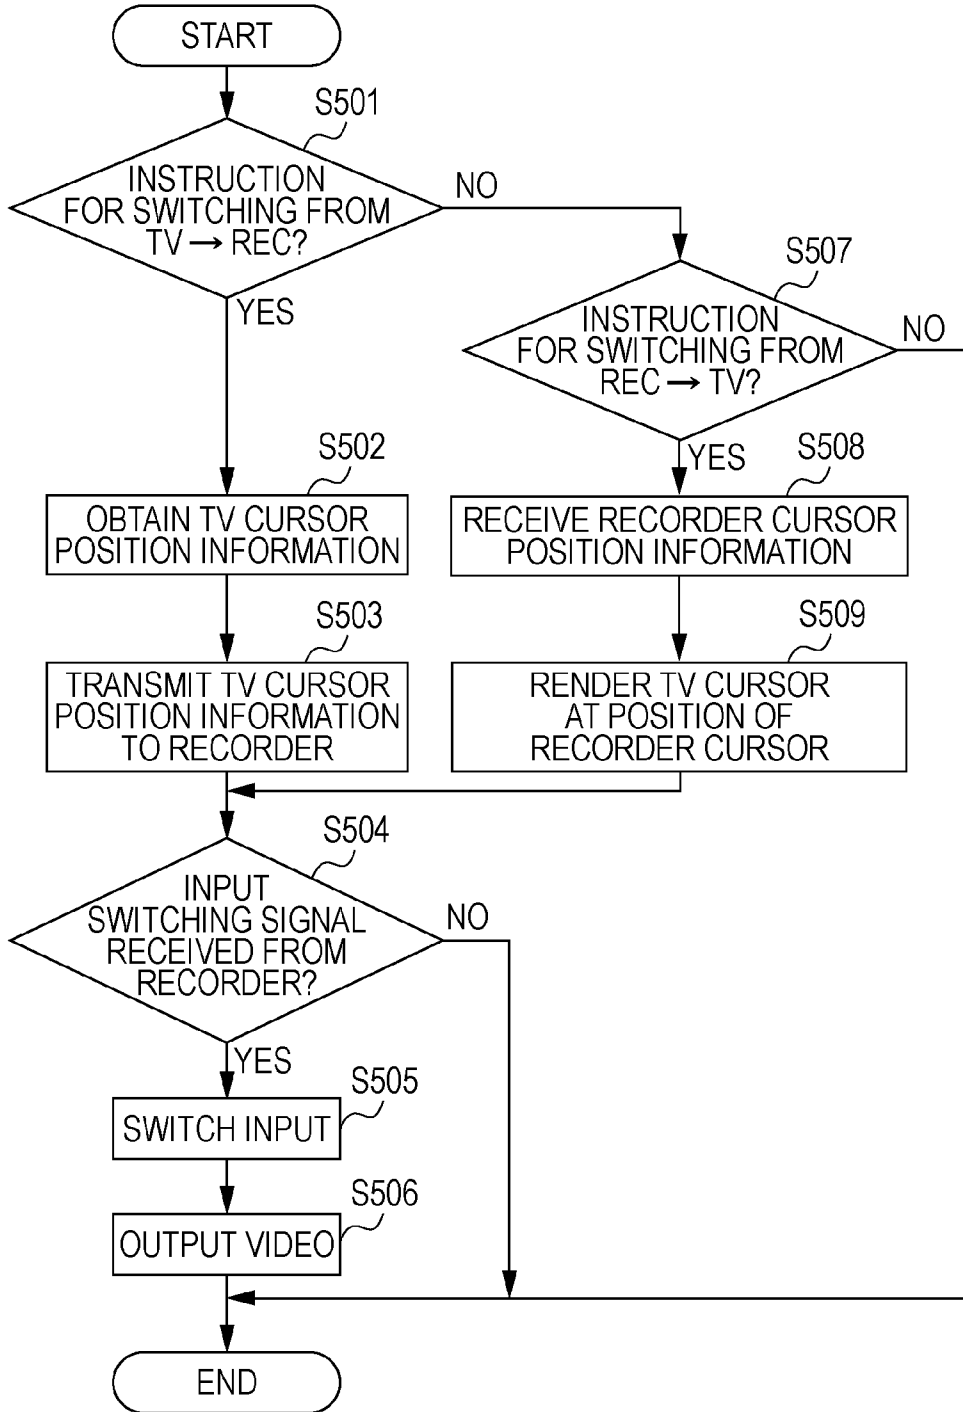 START
S501
INSTRUCTION
FOR SWITCHING FROM
TV → REC?
NO
YES
S507
INSTRUCTION
FOR SWITCHING FROM
REC → TV?
NO
YES
S502
OBTAIN TV CURSOR
POSITION INFORMATION
S508
RECEIVE RECORDER CURSOR
POSITION INFORMATION
S503
TRANSMIT TV CURSOR
POSITION INFORMATION
TO RECORDER
S509
RENDER TV CURSOR
AT POSITION OF
RECORDER CURSOR
S504
INPUT
SWITCHING SIGNAL
RECEIVED FROM
RECORDER?
NO
YES
S505
SWITCH INPUT
S506
OUTPUT VIDEO
END